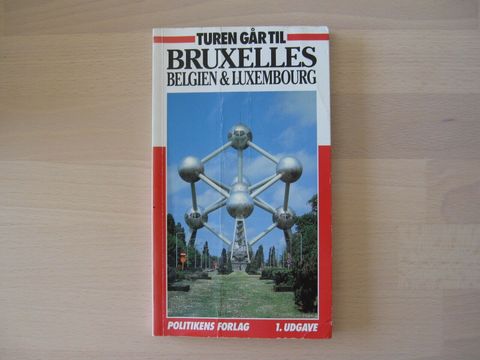 TUREN GÅR TIL
BRUXELLES
BELGIEN & LUXEMBOURG
POLITIKENS FORLAG 1. UDGAVE